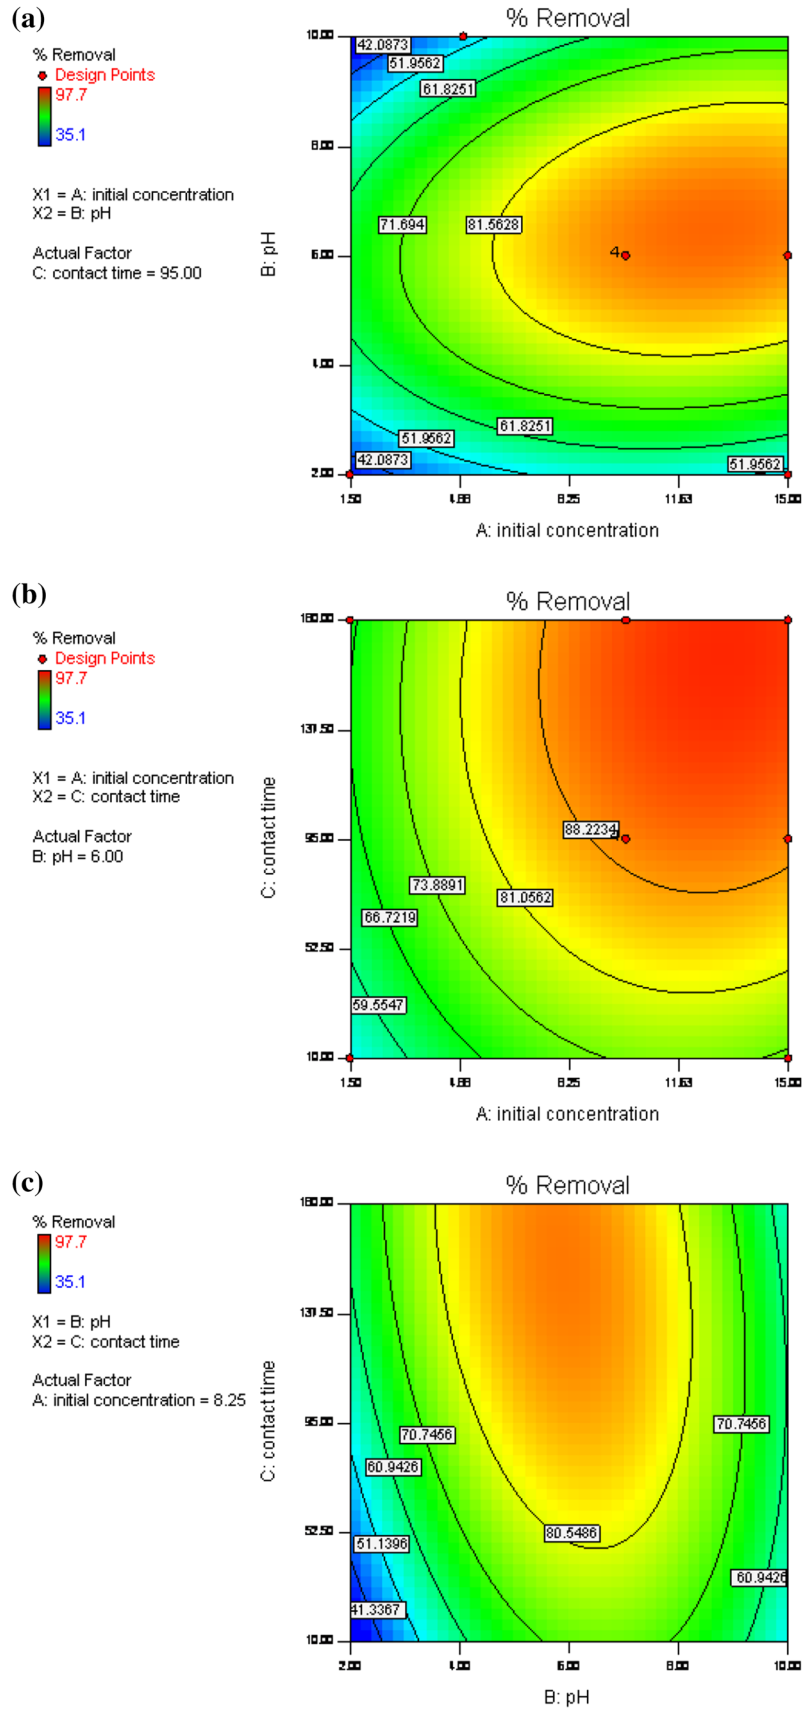 (a)
% Removal
% Removal
Design Points
97.7
35.1
X1 = A: initial concentration
X2 = B: pH
Actual Factor
C: contact time = 95.00
B: pH
10.00
8.00
6.00
4.00
2.00
42.0873
51.9562
61.8251
71.694
81.5628
4
61.8251
51.9562
42.0873
51.9562
1.50
4.88
8.25
11.63
15.00
A: initial concentration
(b)
% Removal
% Removal
Design Points
97.7
35.1
X1 = A: initial concentration
X2 = C: contact time
Actual Factor
B: pH = 6.00
C: contact time
180.00
137.50
95.00
52.50
10.00
88.2234
73.8891
81.0562
66.7219
59.5547
1.50
4.88
8.25
11.63
15.00
A: initial concentration
(c)
% Removal
% Removal
97.7
35.1
X1 = B: pH
X2 = C: contact time
Actual Factor
A: initial concentration = 8.25
C: contact time
180.00
137.50
95.00
52.50
10.00
70.7456
70.7456
60.9426
80.5486
51.1396
60.9426
41.3367
2.00
4.00
6.00
8.00
10.00
B: pH